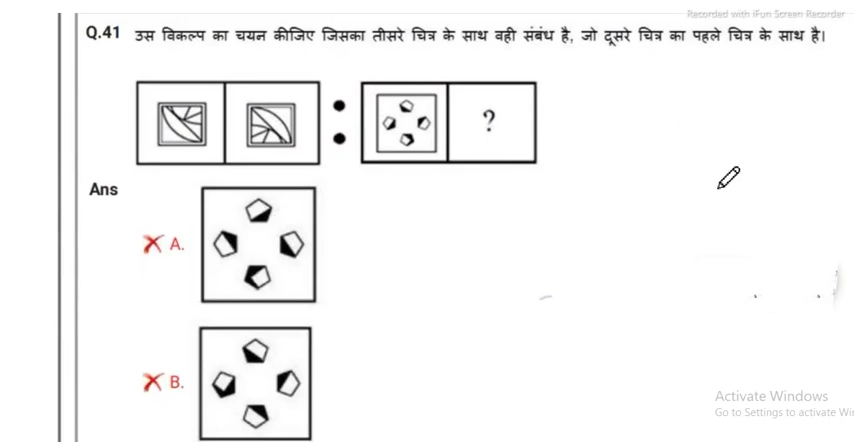 Recorded with iFun Screen Recorder
Q.41 उस विकल्प का चयन कीजिए जिसका तीसरे चित्र के साथ वही संबंध है, जो दूसरे चित्र का पहले चित्र के साथ है।
?
Ans
A.
B.
Activate Windows
Go to Settings to activate